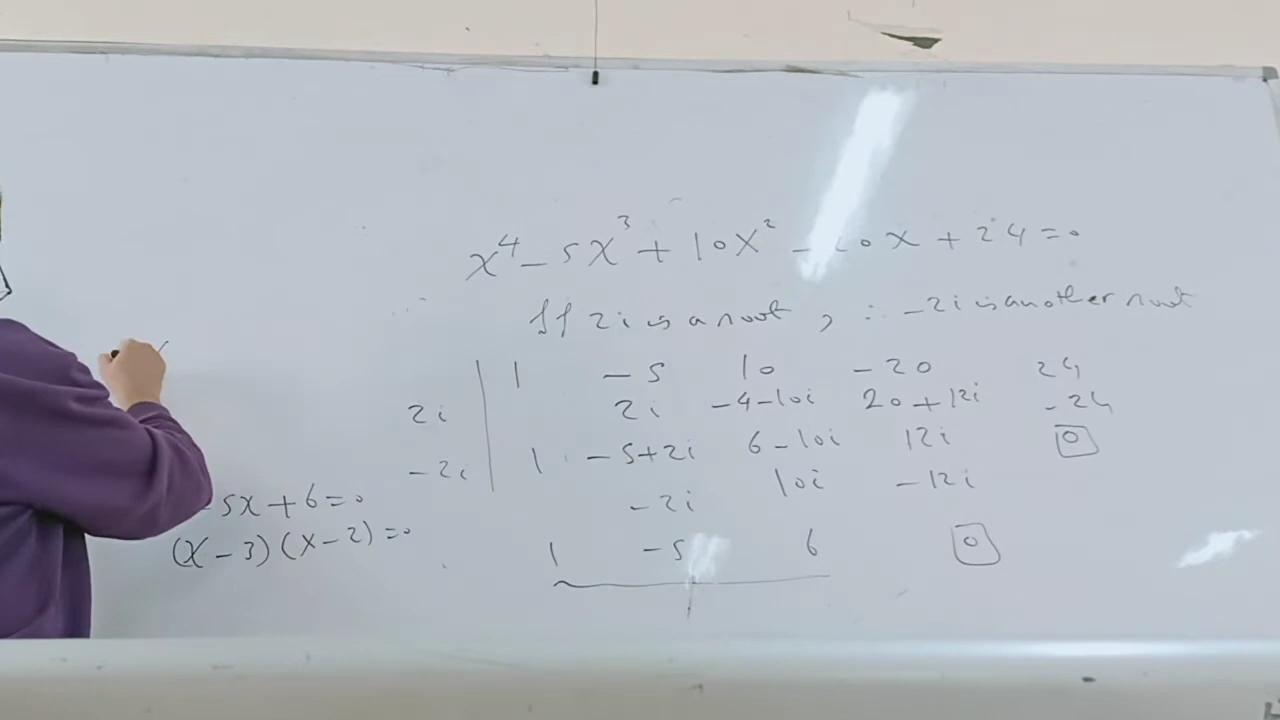 x⁴ - 5x³ + 10x² - 20x + 24 = 0
If 2i is a root, ∴ -2i is another root
1 -5 10 -20 24
2i 2i -4-10i 20+12i -24
1 -5+2i 6-10i 12i 0
-2i -2i 10i -12i
1 -5 6 0
-5x+6=0
(x-3)(x-2)=0